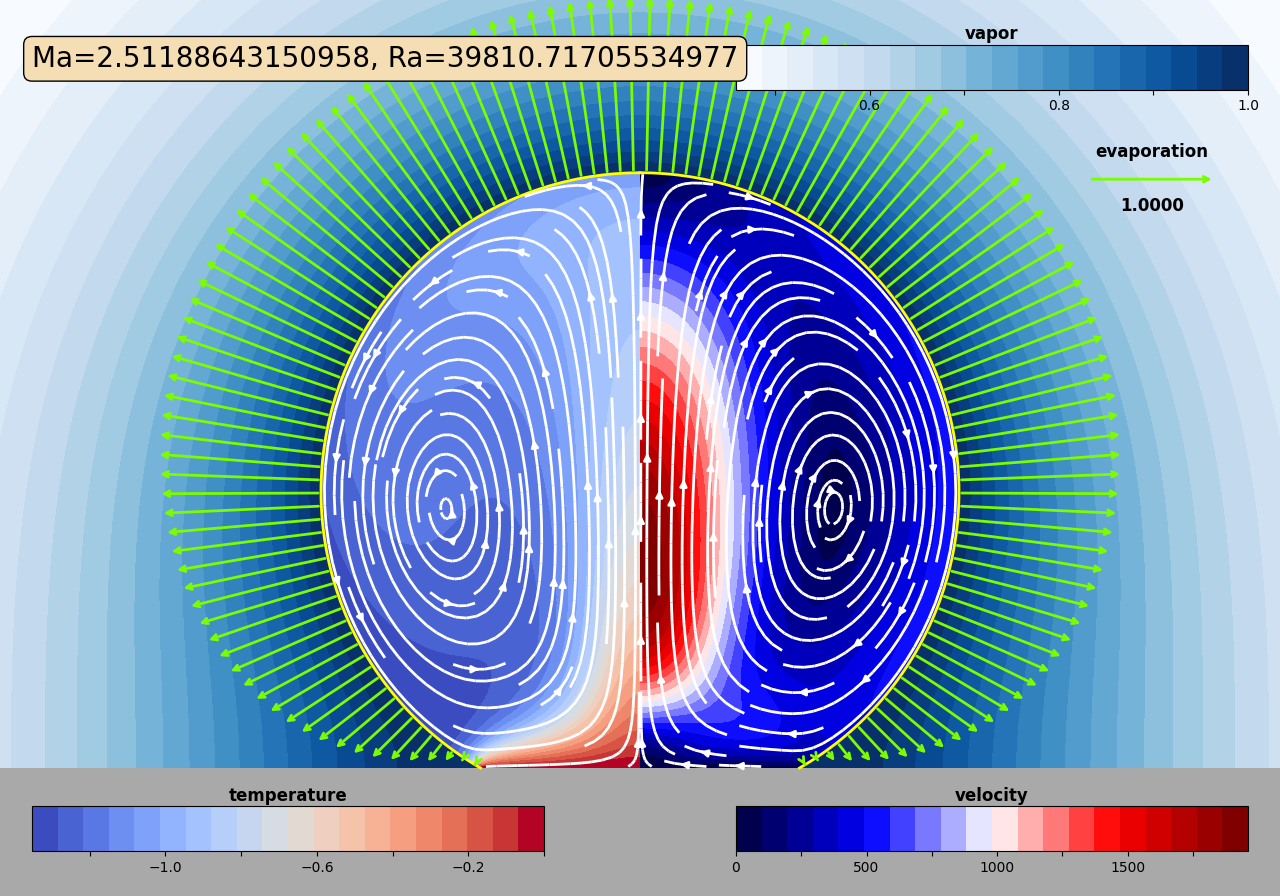 Ma=2.51188643150958, Ra=39810.71705534977
vapor
0.6 0.8 1.0
evaporation
1.0000
temperature
−1.0 −0.6 −0.2
velocity
0 500 1000 1500